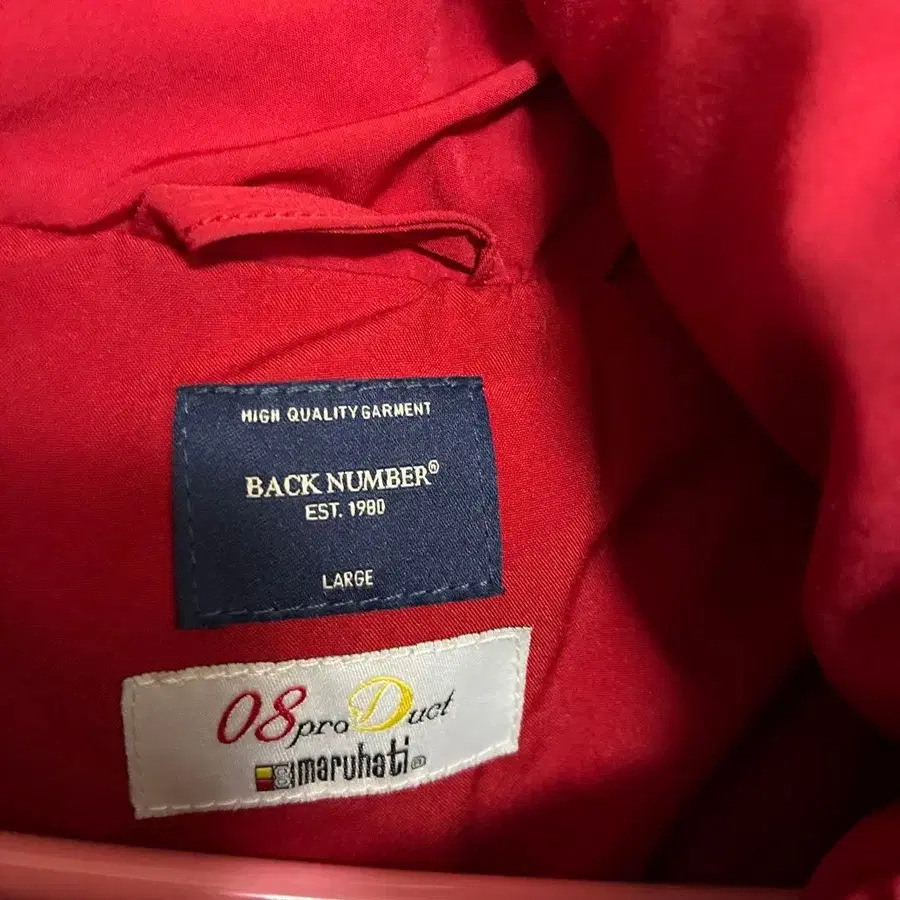 HIGH QUALITY GARMENT
BACK NUMBER®
EST. 1980
LARGE
08proDuct
maruhati®